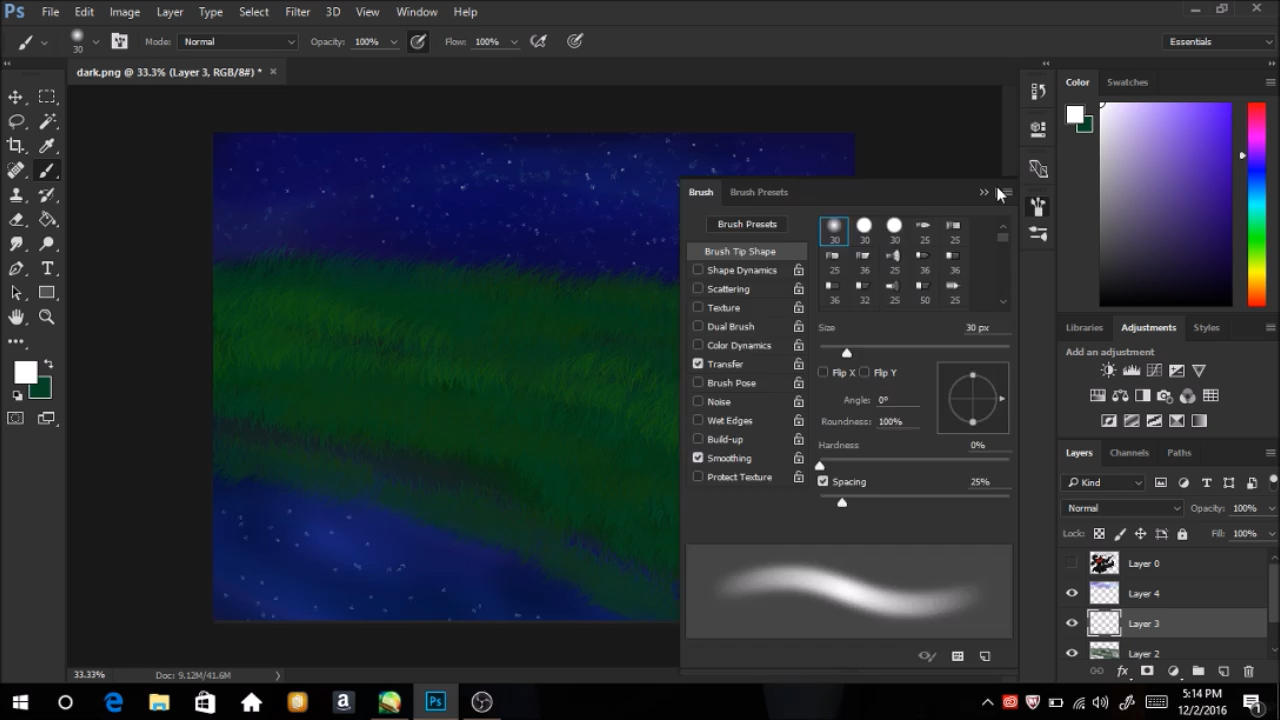 Ps File Edit Image Layer Type Select Filter 3D View Window Help
30 Mode: Normal Opacity: 100% Flow: 100% Essentials
dark.png @ 33.3% (Layer 3, RGB/8#) * ×
Color Swatches
Brush Brush Presets
Brush Presets
30 30 30 25 25
Brush Tip Shape
25 36 25 36 36
Shape Dynamics
Scattering
36 32 25 50 25
Texture
Dual Brush
Size 30 px
Color Dynamics
Transfer
Flip X Flip Y
Brush Pose
Angle: 0º
Noise
Roundness: 100%
Wet Edges
Build-up
Hardness 0%
Smoothing
Protect Texture
Spacing 25%
Libraries Adjustments Styles
Add an adjustment
Layers Channels Paths
Kind
Normal Opacity: 100%
Lock: Fill: 100%
Layer 0
Layer 4
Layer 3
Layer 2
fx
33.33% Doc: 9.12M/41.6M
Ps
5:14 PM
12/2/2016
1